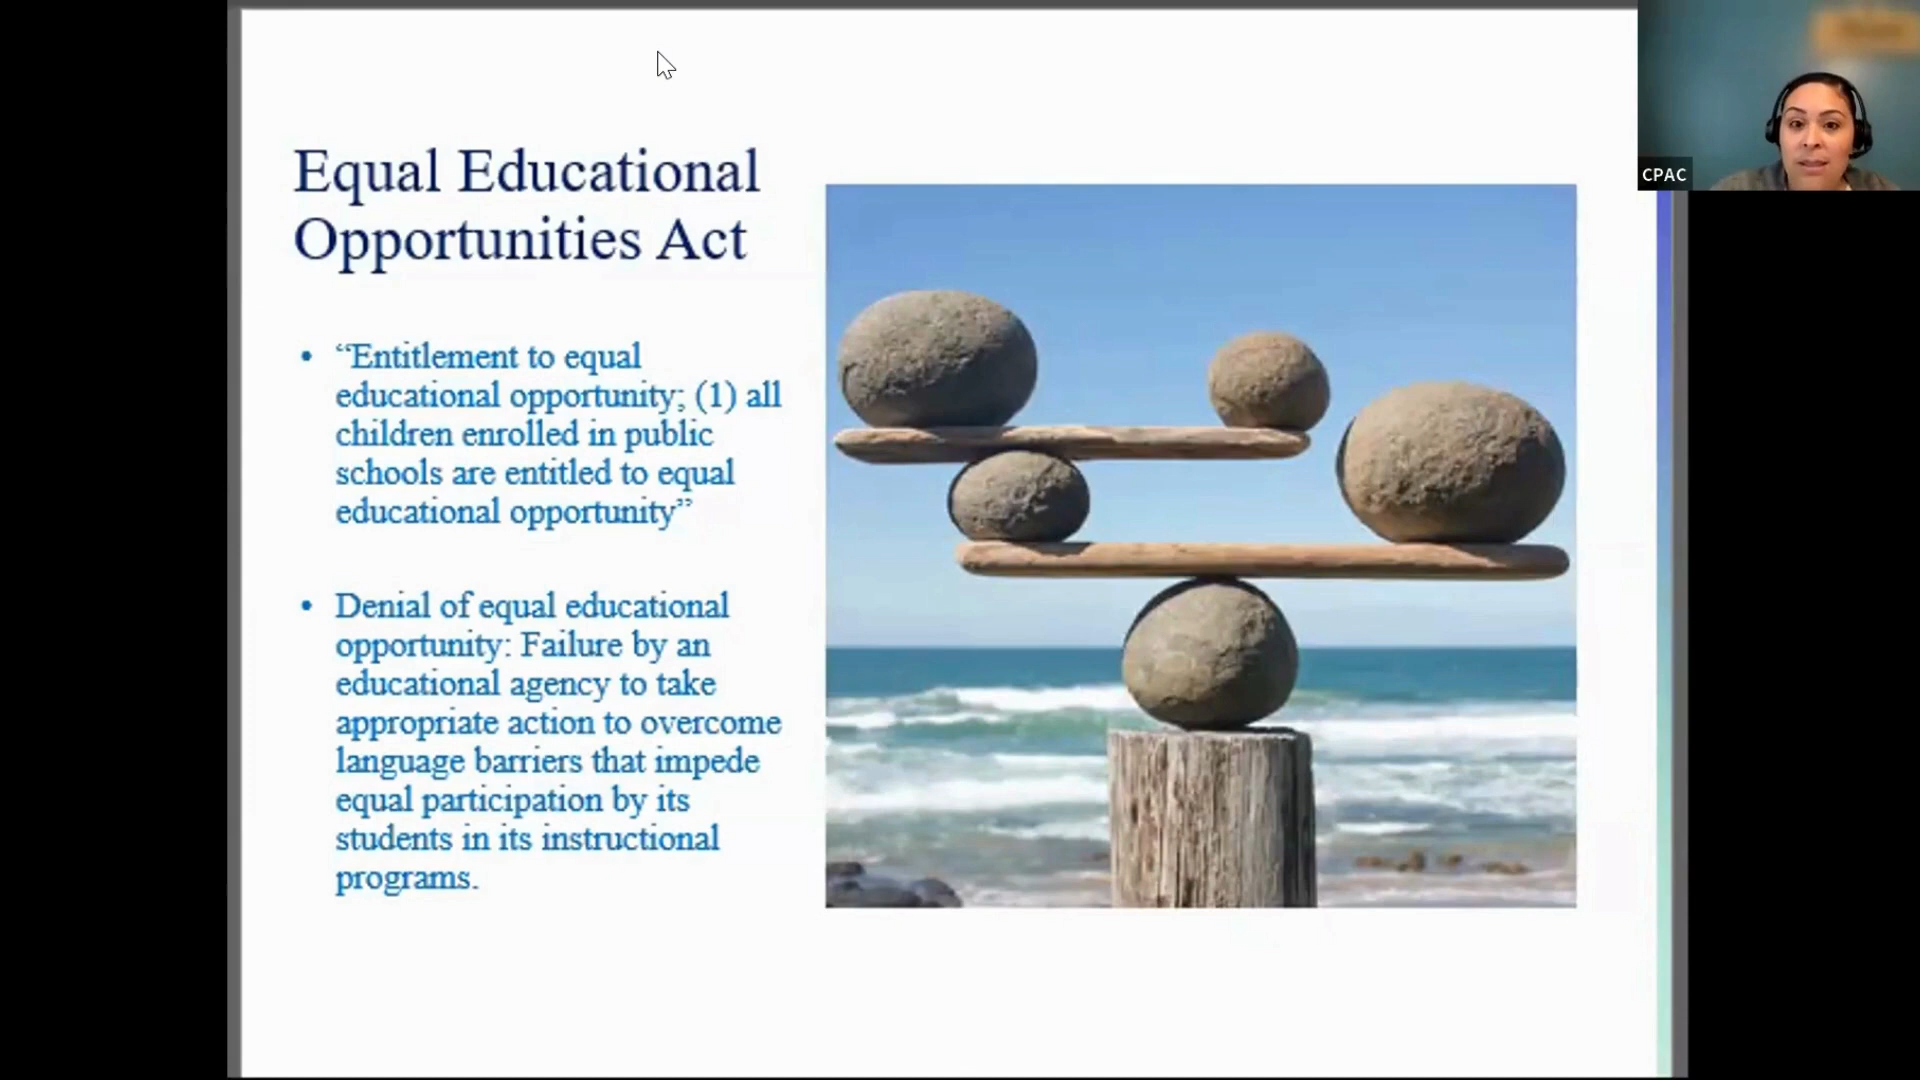 Equal Educational
Opportunities Act
• “Entitlement to equal
educational opportunity; (1) all
children enrolled in public
schools are entitled to equal
educational opportunity”
• Denial of equal educational
opportunity: Failure by an
educational agency to take
appropriate action to overcome
language barriers that impede
equal participation by its
students in its instructional
programs.
CPAC